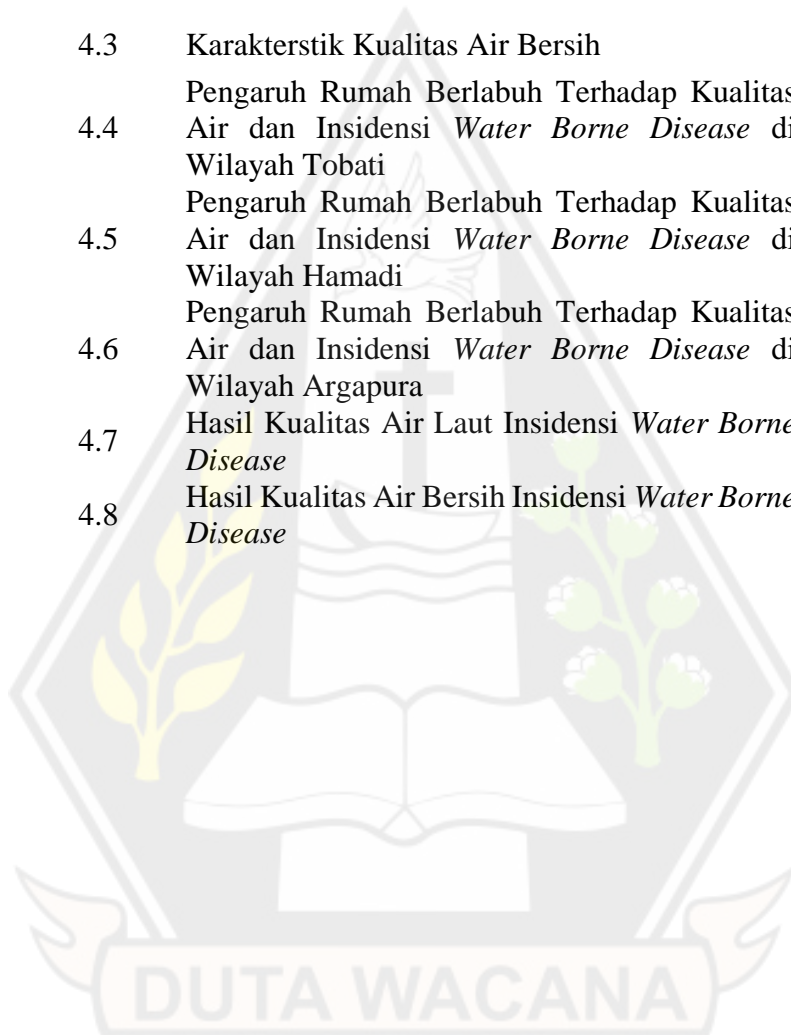 4.3 Karakterstik Kualitas Air Bersih
Pengaruh Rumah Berlabuh Terhadap Kualitas
4.4 Air dan Insidensi Water Borne Disease di
Wilayah Tobati
Pengaruh Rumah Berlabuh Terhadap Kualitas
4.5 Air dan Insidensi Water Borne Disease di
Wilayah Hamadi
Pengaruh Rumah Berlabuh Terhadap Kualitas
4.6 Air dan Insidensi Water Borne Disease di
Wilayah Argapura
4.7 Hasil Kualitas Air Laut Insidensi Water Borne
Disease
4.8 Hasil Kualitas Air Bersih Insidensi Water Borne
Disease
DUTA WACANA